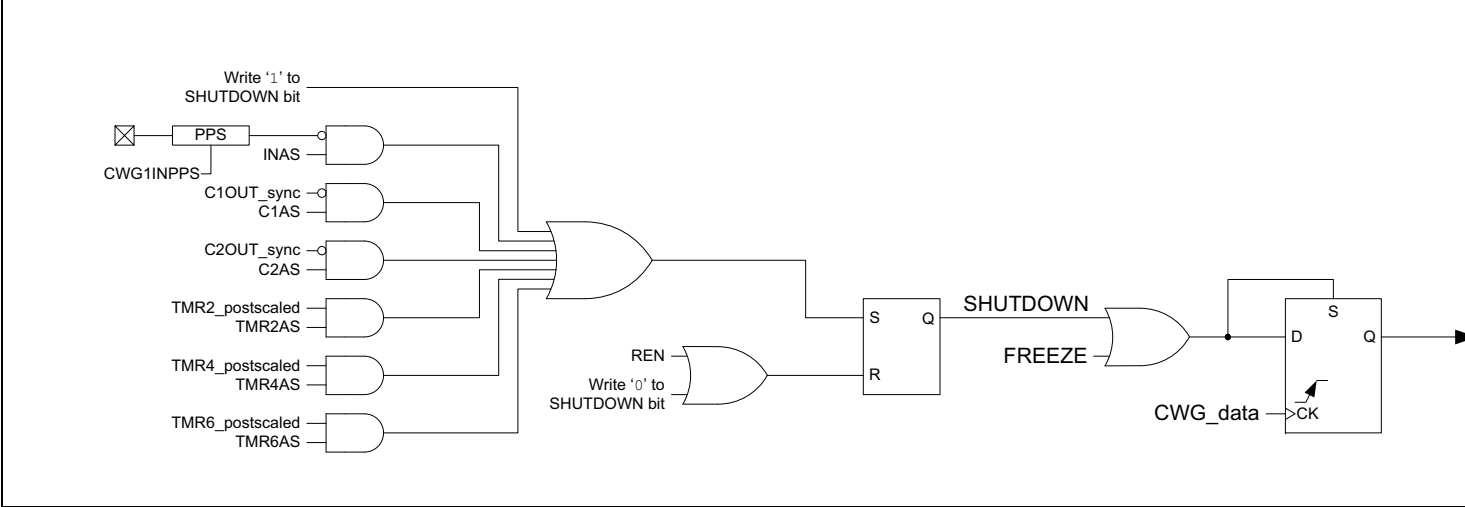 Write ‘1’ to
SHUTDOWN bit
PPS
INAS
CWG1INPPS
C1OUT_sync
C1AS
C2OUT_sync
C2AS
TMR2_postscaled
TMR2AS
TMR4_postscaled
TMR4AS
TMR6_postscaled
TMR6AS
REN
Write ‘0’ to
SHUTDOWN bit
S Q
R
SHUTDOWN
FREEZE
S
D Q
CWG_data
CK